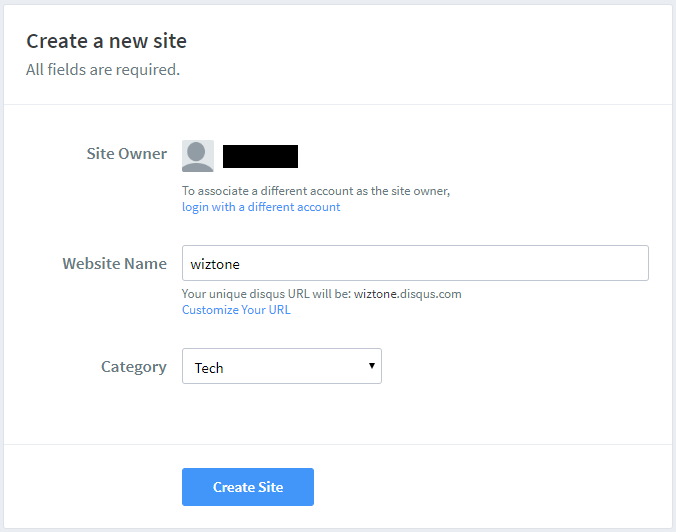 Create a new site
All fields are required.
Site Owner
To associate a different account as the site owner,
login with a different account
Website Name
wiztone
Your unique disqus URL will be: wiztone.disqus.com
Customize Your URL
Category
Tech
Create Site